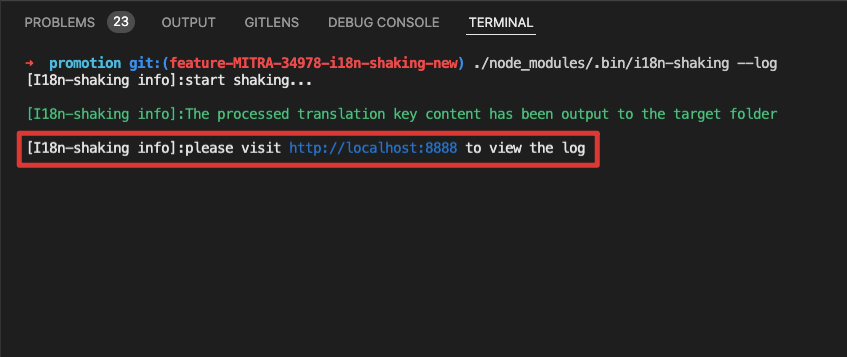 PROBLEMS 23 OUTPUT GITLENS DEBUG CONSOLE TERMINAL
➜ promotion git:(feature-MITRA-34978-i18n-shaking-new) ./node_modules/.bin/i18n-shaking --log
[I18n-shaking info]:start shaking...
[I18n-shaking info]:The processed translation key content has been output to the target folder
[I18n-shaking info]:please visit http://localhost:8888 to view the log